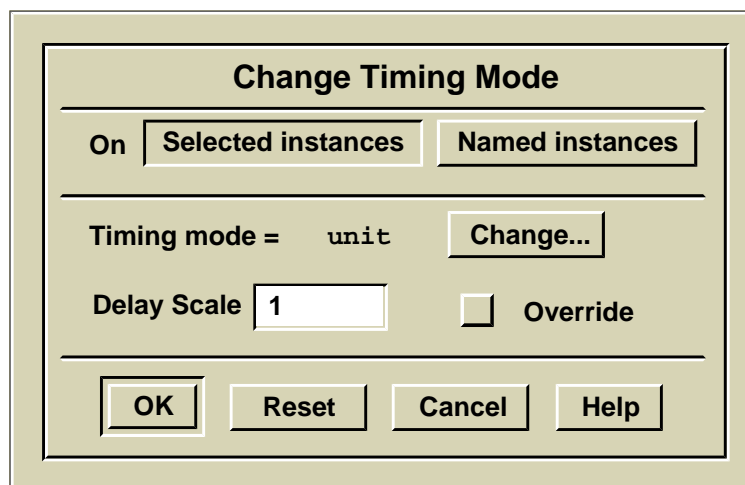 Change Timing Mode
On Selected instances Named instances
Timing mode = unit Change...
Delay Scale 1 Override
OK Reset Cancel Help